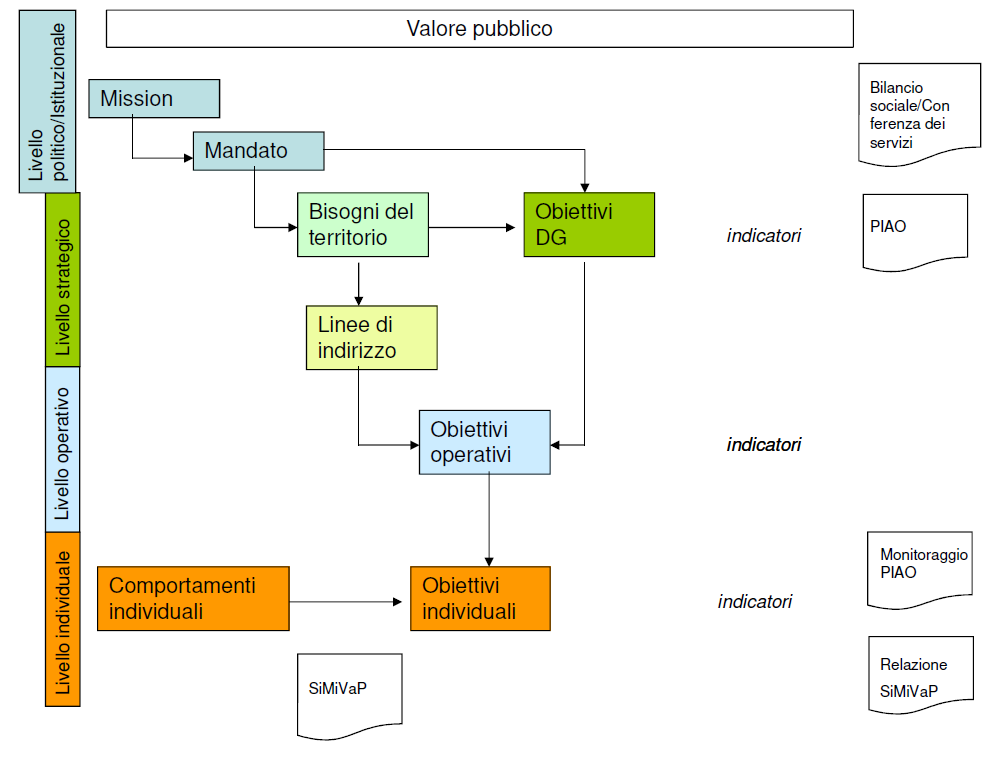 Valore pubblico
Livello
politico/Istituzionale
Mission
Bilancio
sociale/Con
ferenza dei
servizi
Mandato
Livello strategico
Bisogni del
territorio
Obiettivi
DG
indicatori
PIAO
Linee di
indirizzo
Livello operativo
Obiettivi
operativi
indicatori
Livello individuale
Comportamenti
individuali
Obiettivi
individuali
indicatori
Monitoraggio
PIAO
SiMiVaP
Relazione
SiMiVaP